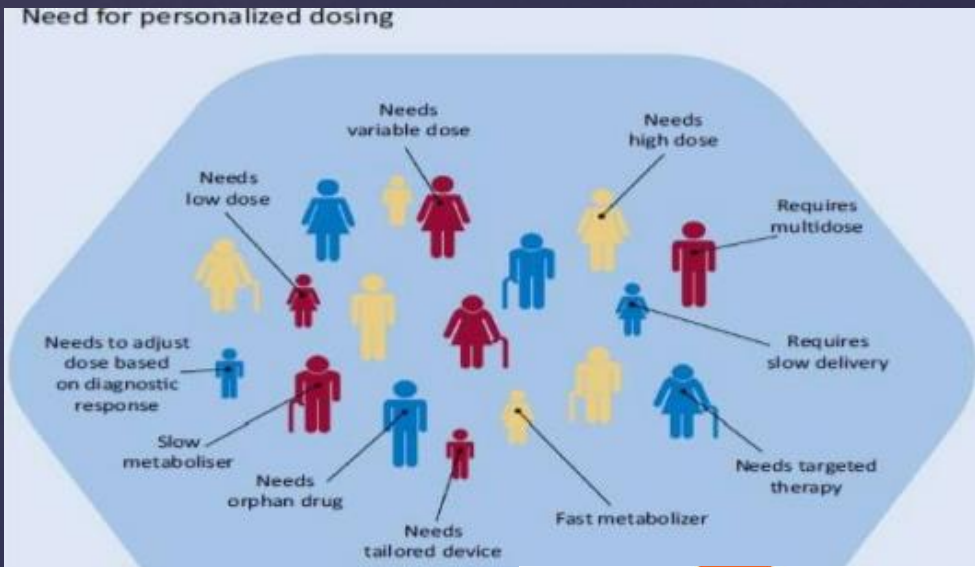 Need for personalized dosing
Needs
variable dose
Needs
high dose
Needs
low dose
Requires
multidose
Needs to adjust
dose based
on diagnostic
response
Requires
slow delivery
Slow
metaboliser
Needs
orphan drug
Needs
tailored device
Fast metabolizer
Needs targeted
therapy